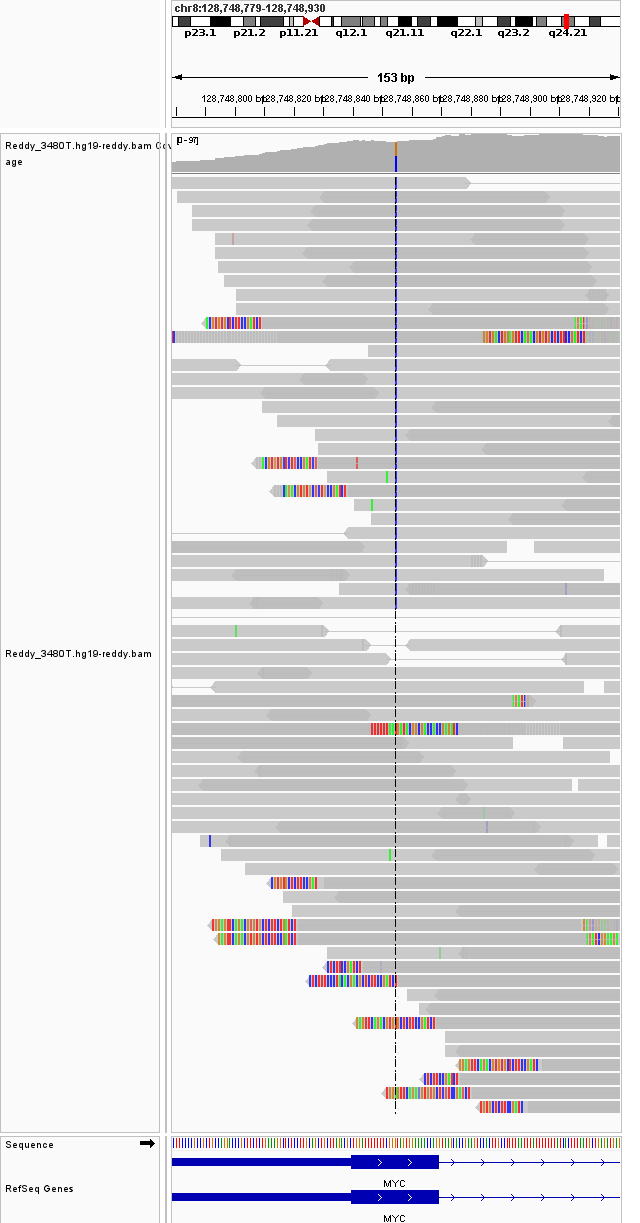 chr8:128,748,779-128,748,930
p23.1 p21.2 p11.21 q12.1 q21.11 q22.1 q23.2 q24.21
153 bp
128,748,800 bp 128,748,820 bp 128,748,840 bp 128,748,860 bp 128,748,880 bp 128,748,900 bp 128,748,920 bp
Reddy_3480T.hg19-reddy.bam Cov
age
[0-97]
Reddy_3480T.hg19-reddy.bam
Sequence
MYC
RefSeq Genes
MYC